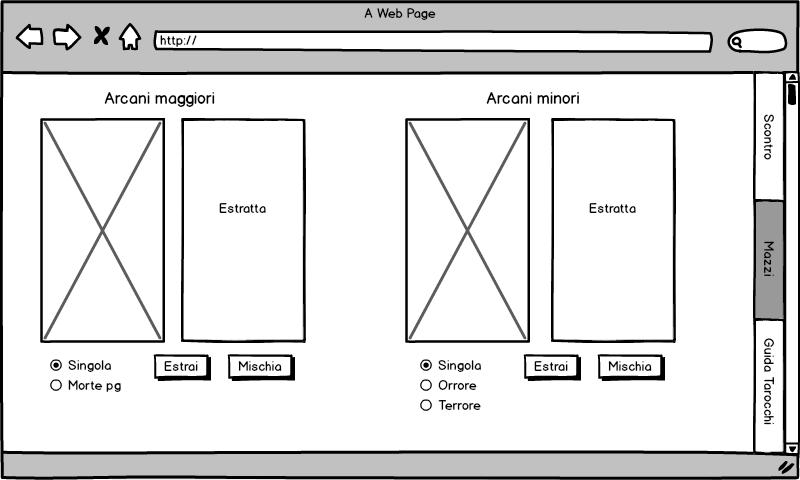 A Web Page
http://
Arcani maggiori
Arcani minori
Estratta
Estratta
Singola
Morte pg
Estrai
Mischia
Singola
Orrore
Terrore
Estrai
Mischia
Scontro
Mazzi
Guida Tarocchi